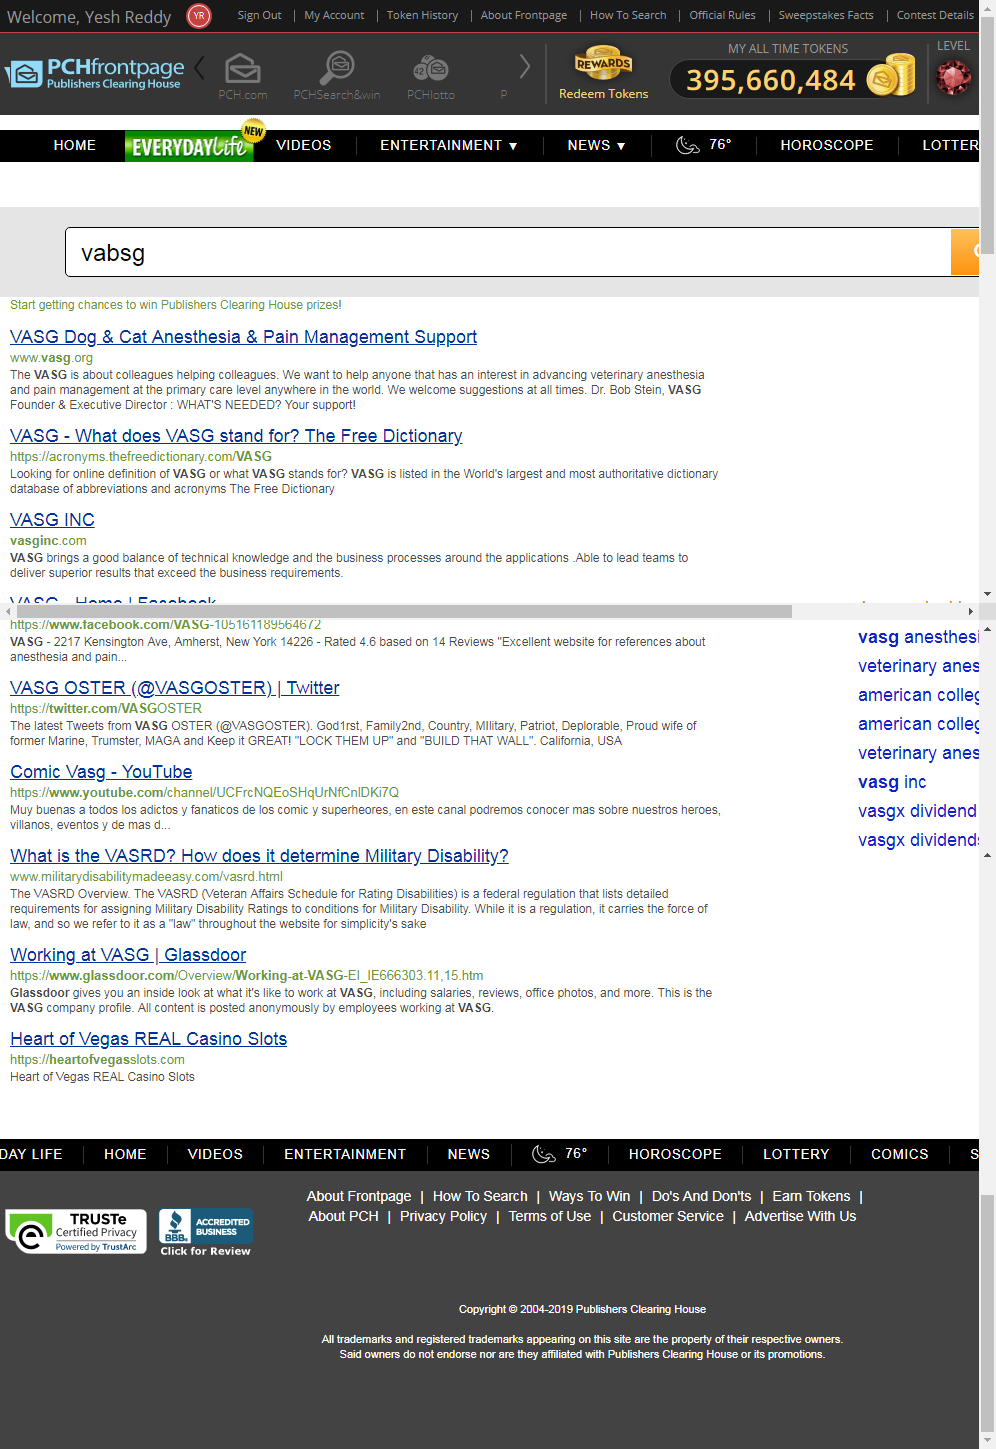 Welcome, Yesh Reddy YR Sign Out | My Account | Token History | About Frontpage | How To Search | Official Rules | Sweepstakes Facts | Contest Details
PCHfrontpage
Publishers Clearing House
PCH.com PCHSearch&win PCHlotto P
REWARDS
Redeem Tokens
MY ALL TIME TOKENS
395,660,484
LEVEL
HOME EVERYDAY Life NEW VIDEOS ENTERTAINMENT ▼ NEWS ▼ 76° HOROSCOPE LOTTER
vabsg
Start getting chances to win Publishers Clearing House prizes!
VASG Dog & Cat Anesthesia & Pain Management Support
www.vasg.org
The VASG is about colleagues helping colleagues. We want to help anyone that has an interest in advancing veterinary anesthesia
and pain management at the primary care level anywhere in the world. We welcome suggestions at all times. Dr. Bob Stein, VASG
Founder & Executive Director : WHAT'S NEEDED? Your support!
VASG - What does VASG stand for? The Free Dictionary
https://acronyms.thefreedictionary.com/VASG
Looking for online definition of VASG or what VASG stands for? VASG is listed in the World's largest and most authoritative dictionary
database of abbreviations and acronyms The Free Dictionary
VASG INC
vasginc.com
VASG brings a good balance of technical knowledge and the business processes around the applications .Able to lead teams to
deliver superior results that exceed the business requirements.
VASG - Home | Facebook
https://www.facebook.com/VASG-105161189564672
VASG - 2217 Kensington Ave, Amherst, New York 14226 - Rated 4.6 based on 14 Reviews "Excellent website for references about
anesthesia and pain...
VASG OSTER (@VASGOSTER) | Twitter
https://twitter.com/VASGOSTER
The latest Tweets from VASG OSTER (@VASGOSTER). God1rst, Family2nd, Country, MIlitary, Patriot, Deplorable, Proud wife of
former Marine, Trumster, MAGA and Keep it GREAT! "LOCK THEM UP" and "BUILD THAT WALL". California, USA
Comic Vasg - YouTube
https://www.youtube.com/channel/UCFrcNQEoSHqUrNfCnlDKi7Q
Muy buenas a todos los adictos y fanaticos de los comic y superheores, en este canal podremos conocer mas sobre nuestros heroes,
villanos, eventos y de mas d...
What is the VASRD? How does it determine Military Disability?
www.militarydisabilitymadeeasy.com/vasrd.html
The VASRD Overview. The VASRD (Veteran Affairs Schedule for Rating Disabilities) is a federal regulation that lists detailed
requirements for assigning Military Disability Ratings to conditions for Military Disability. While it is a regulation, it carries the force of
law, and so we refer to it as a "law" throughout the website for simplicity's sake
Working at VASG | Glassdoor
https://www.glassdoor.com/Overview/Working-at-VASG-EI_IE666303.11,15.htm
Glassdoor gives you an inside look at what it's like to work at VASG, including salaries, reviews, office photos, and more. This is the
VASG company profile. All content is posted anonymously by employees working at VASG.
Heart of Vegas REAL Casino Slots
https://heartofvegasslots.com
Heart of Vegas REAL Casino Slots
vasg anesthesi
veterinary anes
american colleg
american colleg
veterinary anes
vasg inc
vasgx dividend
vasgx dividends
DAY LIFE HOME VIDEOS ENTERTAINMENT NEWS 76° HOROSCOPE LOTTERY COMICS S
About Frontpage | How To Search | Ways To Win | Do's And Don'ts | Earn Tokens |
About PCH | Privacy Policy | Terms of Use | Customer Service | Advertise With Us
TRUSTe
Certified Privacy
Powered by TrustArc
BBB.
ACCREDITED
BUSINESS
Click for Review
Copyright © 2004-2019 Publishers Clearing House
All trademarks and registered trademarks appearing on this site are the property of their respective owners.
Said owners do not endorse nor are they affiliated with Publishers Clearing House or its promotions.